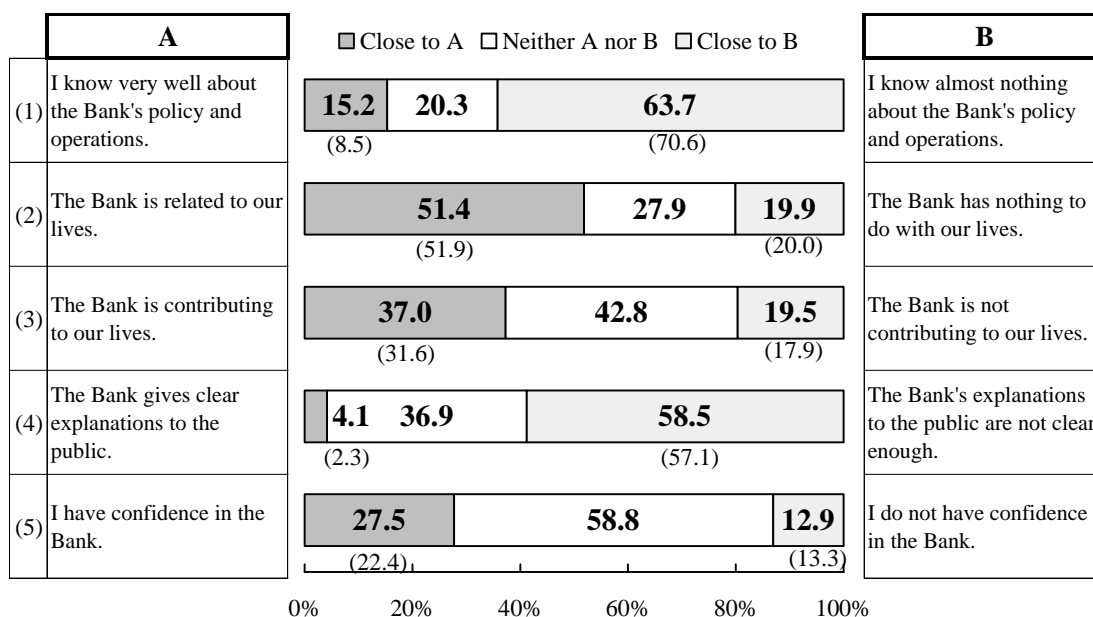 A
Close to A Neither A nor B Close to B
B
(1)
I know very well about
the Bank's policy and
operations.
15.2 20.3 63.7
(8.5) (70.6)
I know almost nothing
about the Bank's policy
and operations.
(2)
The Bank is related to our
lives.
51.4 27.9 19.9
(51.9) (20.0)
The Bank has nothing to
do with our lives.
(3)
The Bank is contributing
to our lives.
37.0 42.8 19.5
(31.6) (17.9)
The Bank is not
contributing to our lives.
(4)
The Bank gives clear
explanations to the
public.
4.1 36.9 58.5
(2.3) (57.1)
The Bank's explanations
to the public are not clear
enough.
(5)
I have confidence in the
Bank.
27.5 58.8 12.9
(22.4) (13.3)
I do not have confidence
in the Bank.
0% 20% 40% 60% 80% 100%